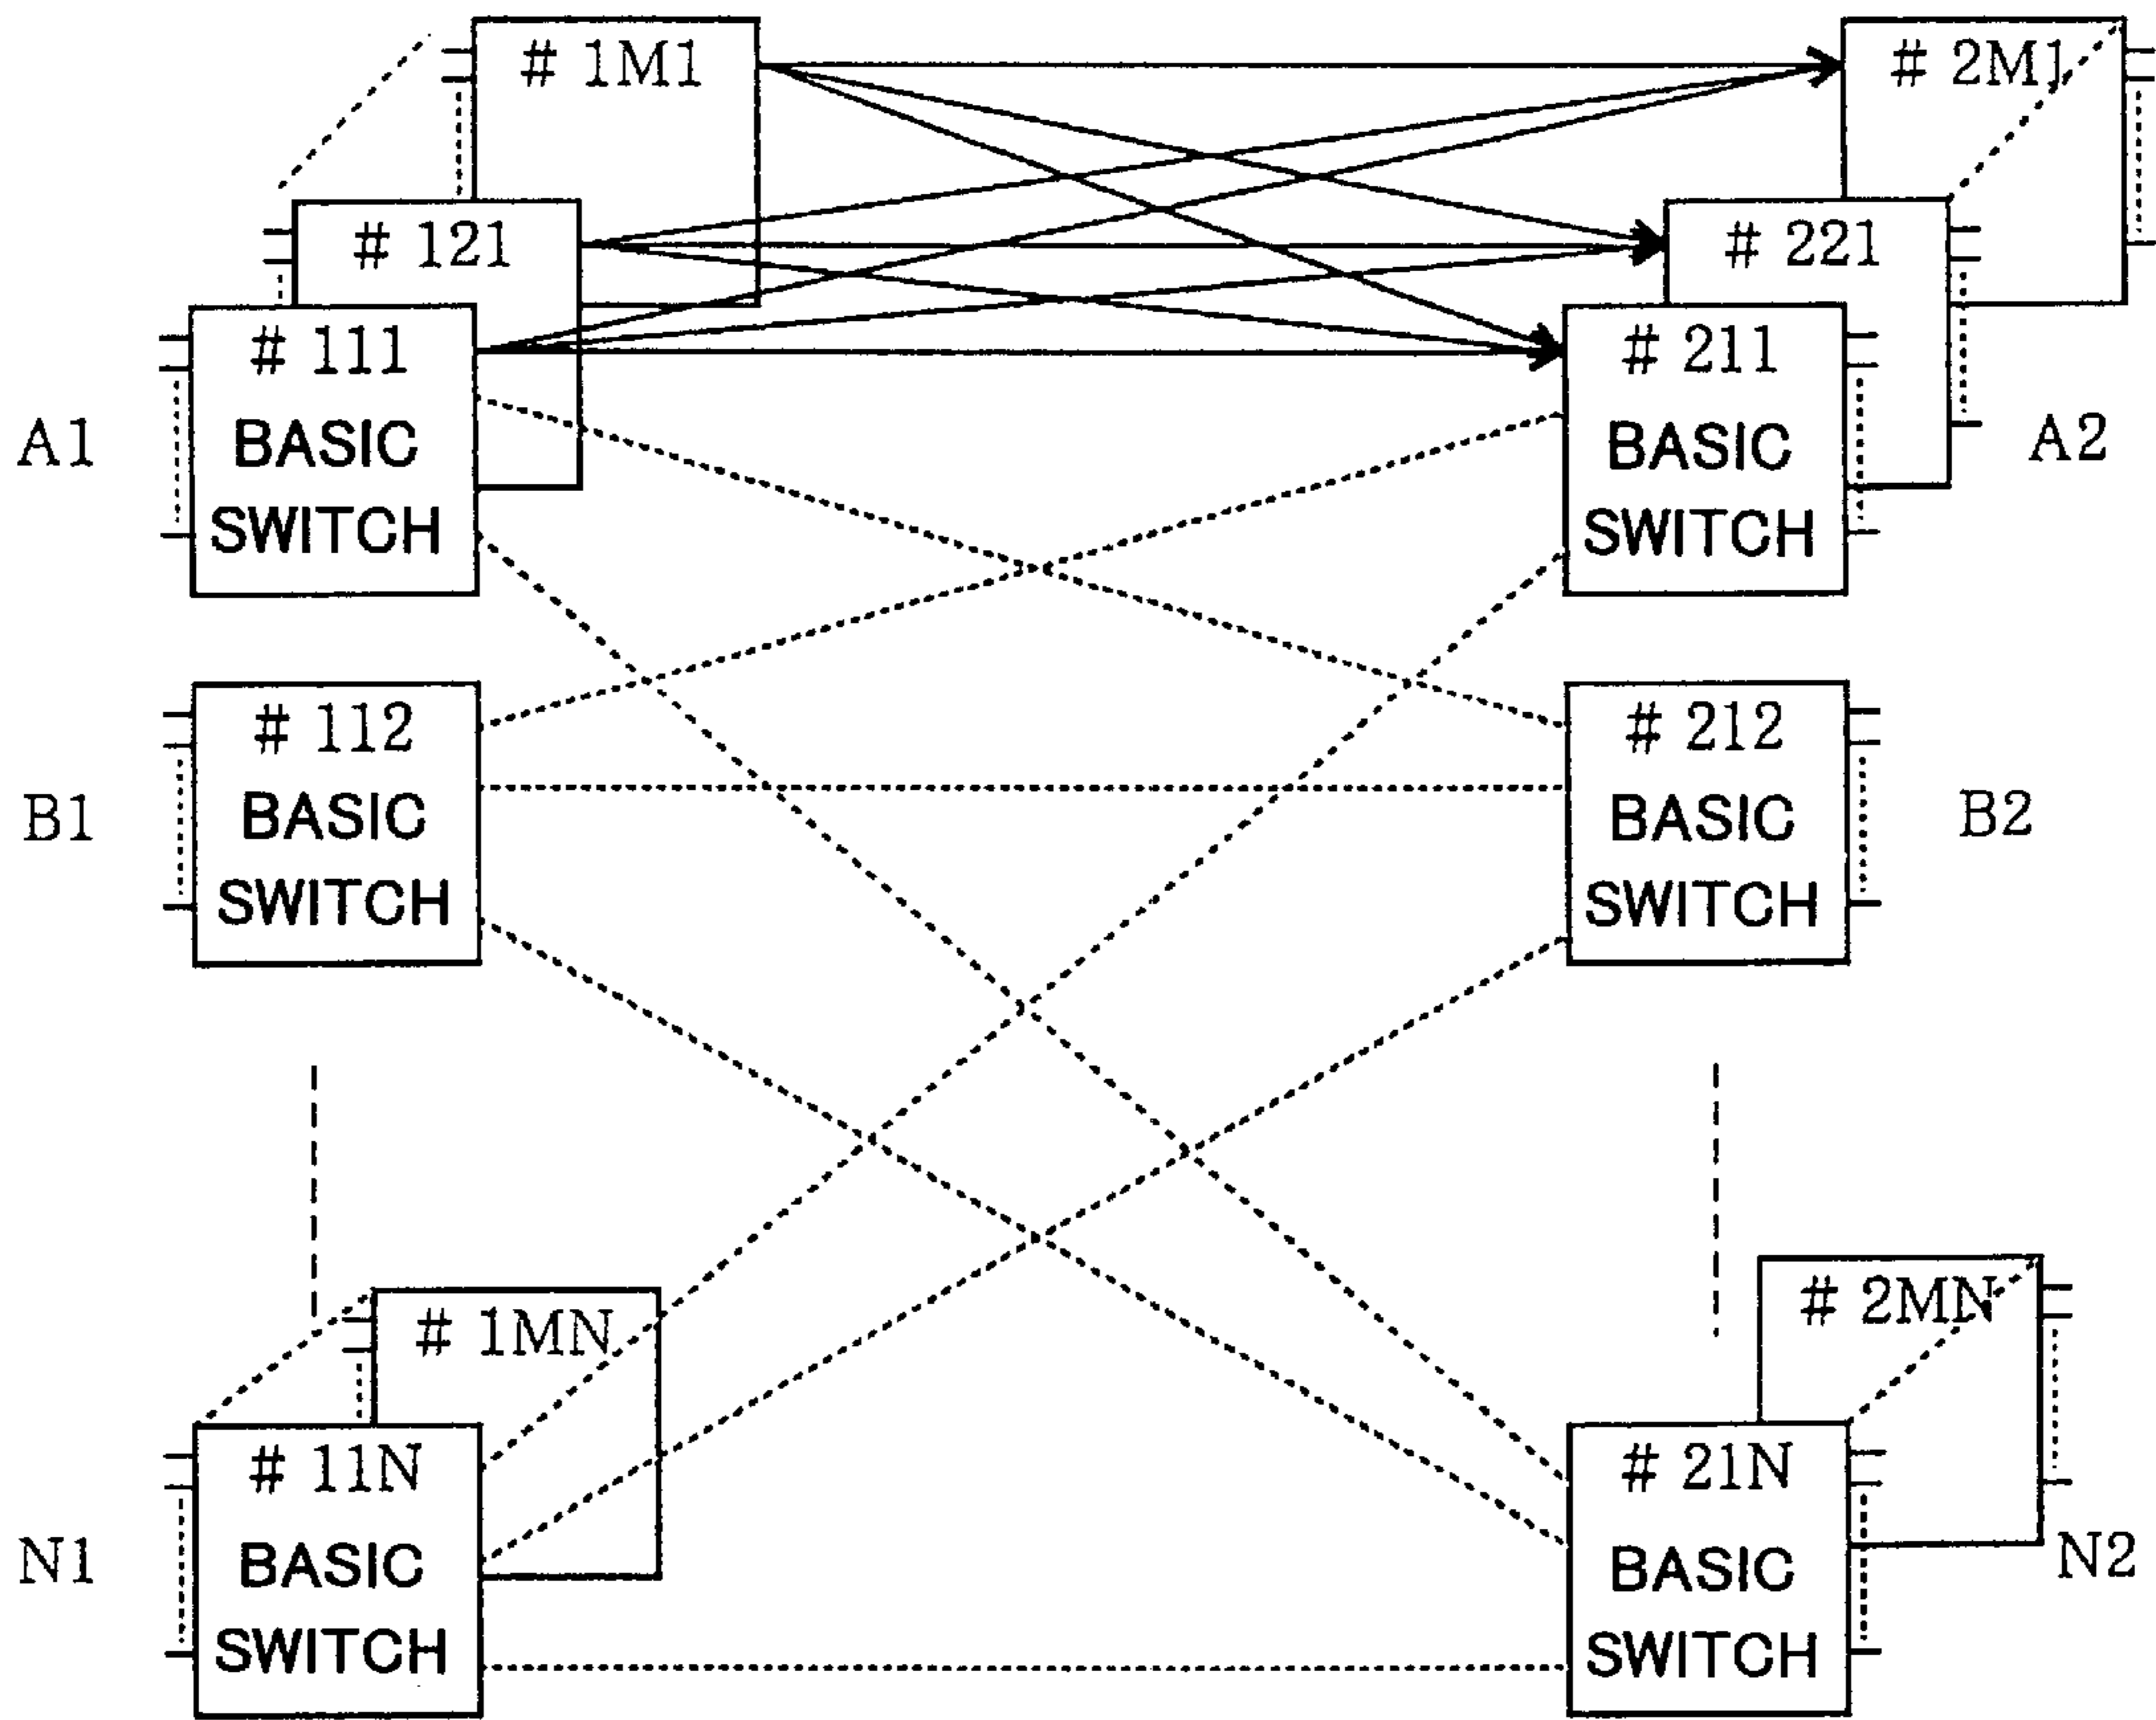 # 1M1
# 2M1
# 121
# 221
# 111
BASIC
SWITCH
# 211
BASIC
SWITCH
A1
A2
# 112
BASIC
SWITCH
# 212
BASIC
SWITCH
B1
B2
# 1MN
# 2MN
# 11N
BASIC
SWITCH
# 21N
BASIC
SWITCH
N1
N2